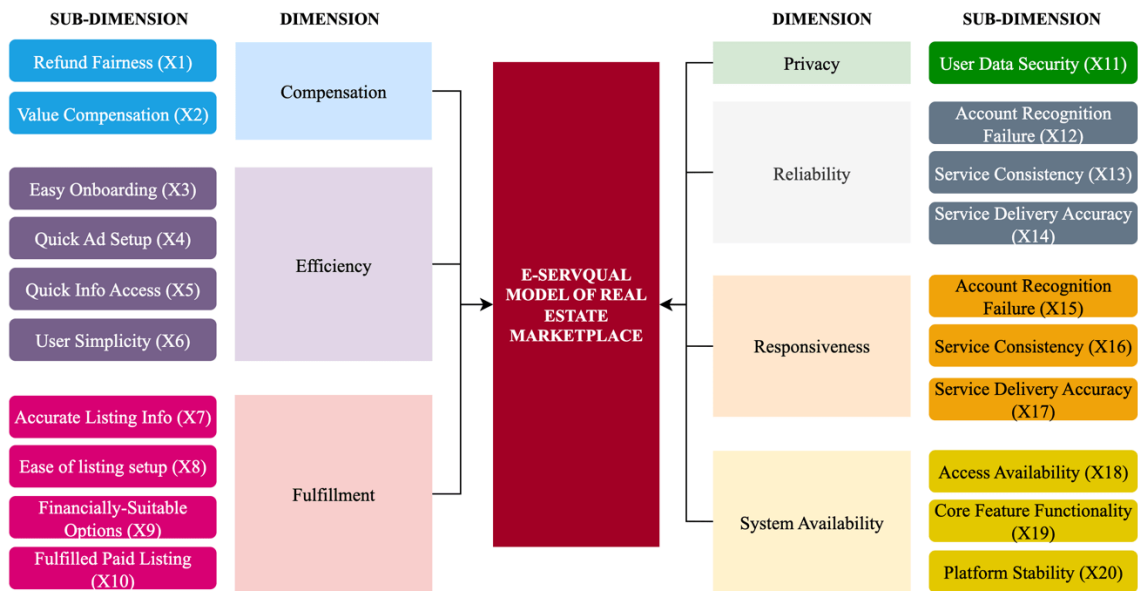 SUB-DIMENSION
DIMENSION
Refund Fairness (X1)
Value Compensation (X2)
Compensation
Easy Onboarding (X3)
Quick Ad Setup (X4)
Quick Info Access (X5)
User Simplicity (X6)
Efficiency
Accurate Listing Info (X7)
Ease of listing setup (X8)
Financially-Suitable
Options (X9)
Fulfilled Paid Listing
(X10)
Fulfillment
E-SERVQUAL
MODEL OF REAL
ESTATE
MARKETPLACE
DIMENSION
SUB-DIMENSION
Privacy
User Data Security (X11)
Reliability
Account Recognition
Failure (X12)
Service Consistency (X13)
Service Delivery Accuracy
(X14)
Responsiveness
Account Recognition
Failure (X15)
Service Consistency (X16)
Service Delivery Accuracy
(X17)
System Availability
Access Availability (X18)
Core Feature Functionality
(X19)
Platform Stability (X20)